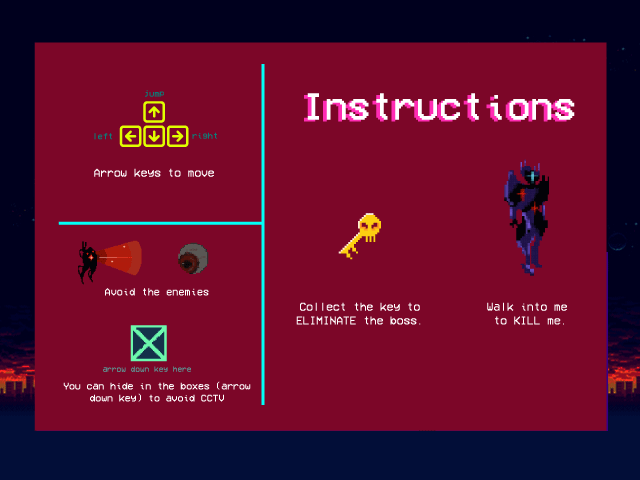 Instructions
jump
left right
Arrow keys to move
Avoid the enemies
arrow down key here
You can hide in the boxes (arrow
down key) to avoid CCTV
Collect the key to
ELIMINATE the boss.
Walk into me
to KILL me.